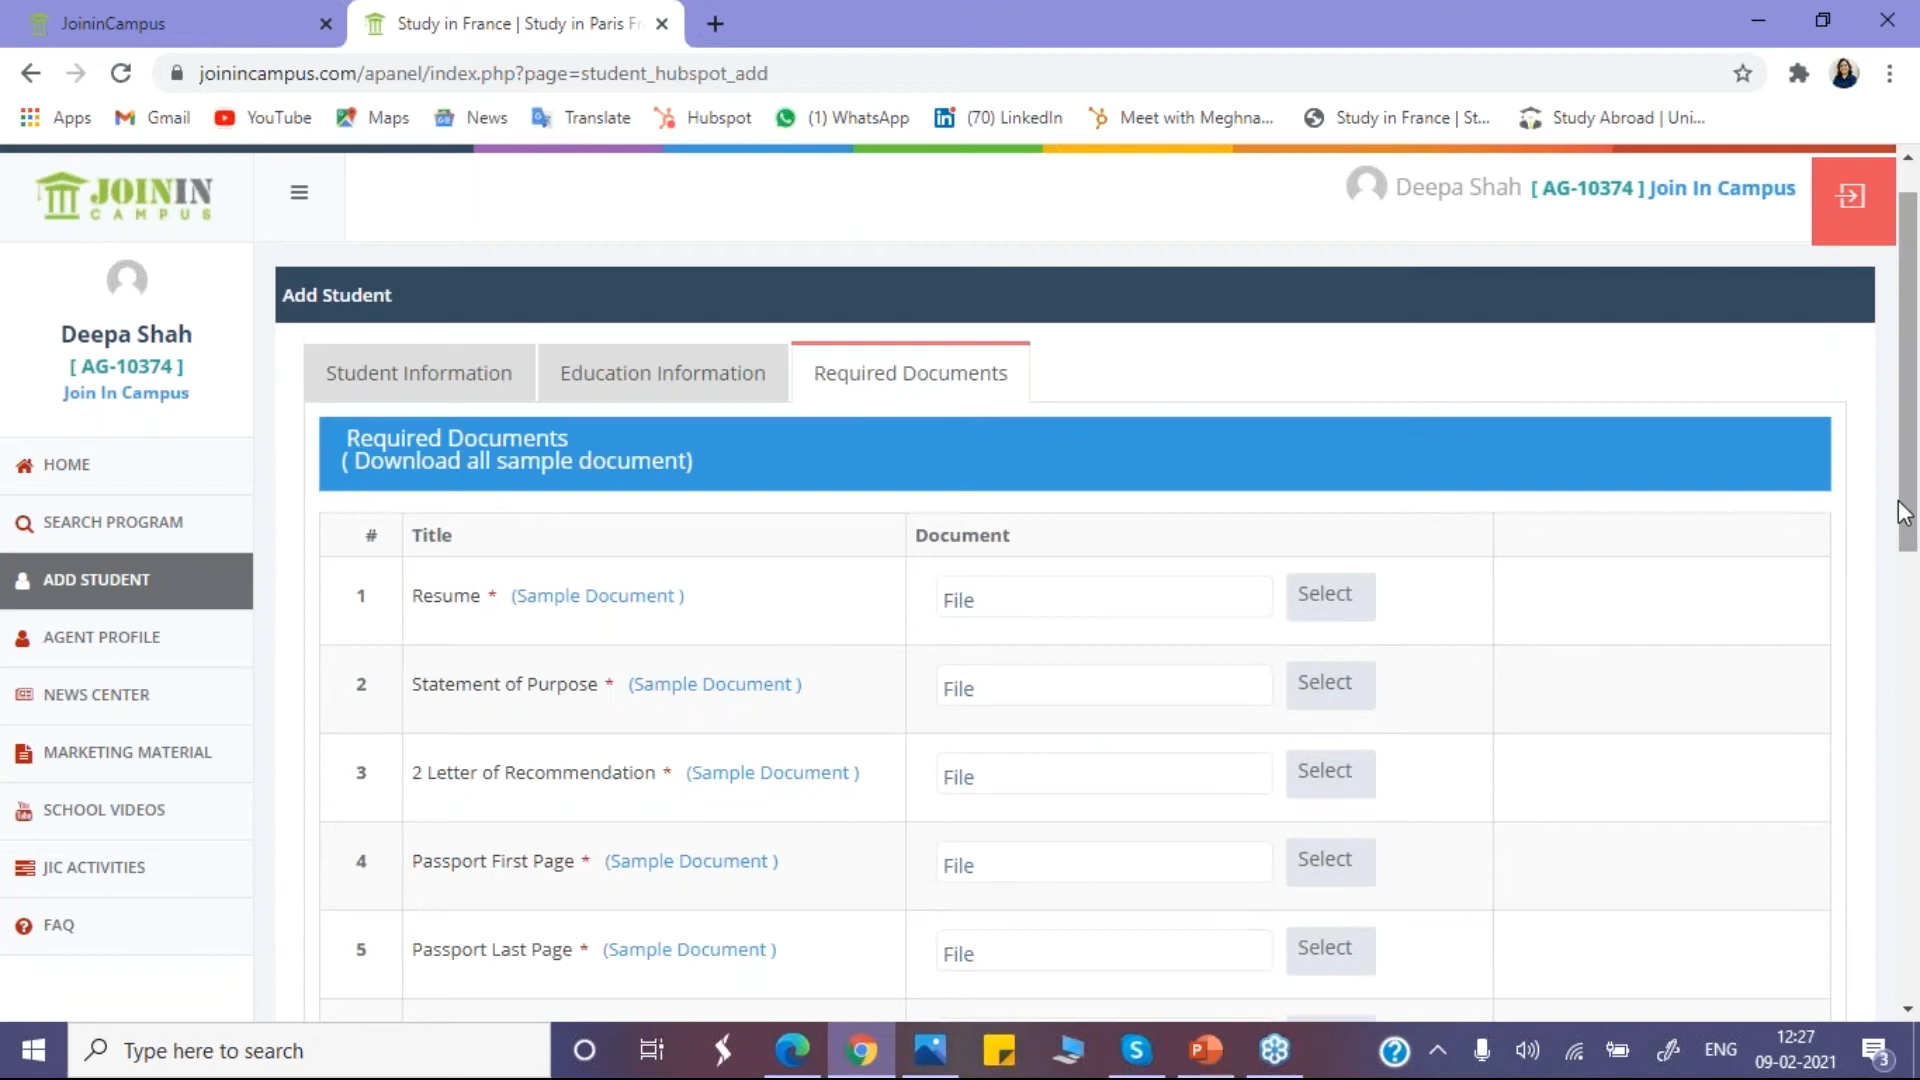 JoininCampus
Study in France | Study in Paris Fr
joinincampus.com/apanel/index.php?page=student_hubspot_add
Apps
Gmail
YouTube
Maps
News
Translate
Hubspot
(1) WhatsApp
(70) LinkedIn
Meet with Meghna...
Study in France | St...
Study Abroad | Uni...
JOININ
CAMPUS
Deepa Shah [ AG-10374 ] Join In Campus
Deepa Shah
[ AG-10374 ]
Join In Campus
HOME
SEARCH PROGRAM
ADD STUDENT
AGENT PROFILE
NEWS CENTER
MARKETING MATERIAL
SCHOOL VIDEOS
JIC ACTIVITIES
FAQ
Add Student
Student Information
Education Information
Required Documents
Required Documents
( Download all sample document)
# Title Document
1 Resume * (Sample Document ) File Select
2 Statement of Purpose * (Sample Document ) File Select
3 2 Letter of Recommendation * (Sample Document ) File Select
4 Passport First Page * (Sample Document ) File Select
5 Passport Last Page * (Sample Document ) File Select
Type here to search
ENG
12:27
09-02-2021
3